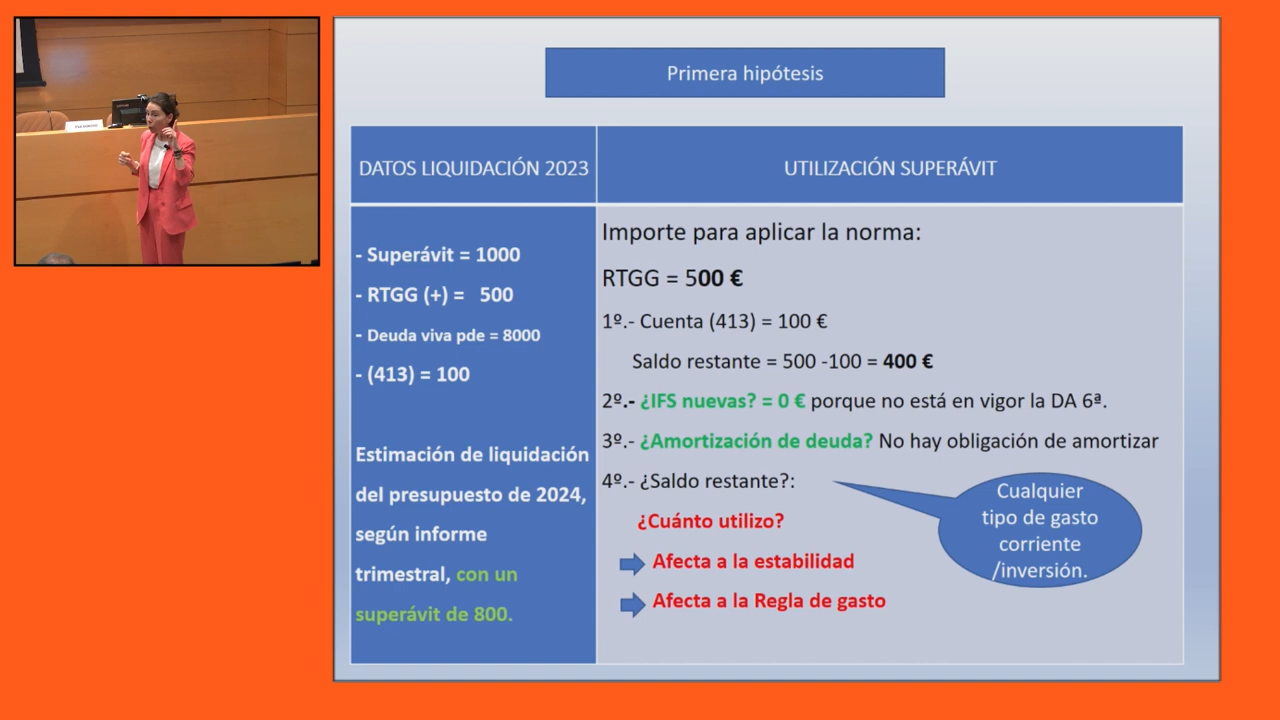 Primera hipótesis
DATOS LIQUIDACIÓN 2023
UTILIZACIÓN SUPERÁVIT
- Superávit = 1000
- RTGG (+) = 500
- Deuda viva pde = 8000
- (413) = 100
Estimación de liquidación
del presupuesto de 2024,
según informe
trimestral, con un
superávit de 800.
Importe para aplicar la norma:
RTGG = 500 €
1º.- Cuenta (413) = 100 €
Saldo restante = 500 -100 = 400 €
2º.- ¿IFS nuevas? = 0 € porque no está en vigor la DA 6ª.
3º.- ¿Amortización de deuda? No hay obligación de amortizar
4º.- ¿Saldo restante?:
¿Cuánto utilizo?
Afecta a la estabilidad
Afecta a la Regla de gasto
Cualquier
tipo de gasto
corriente
/inversión.